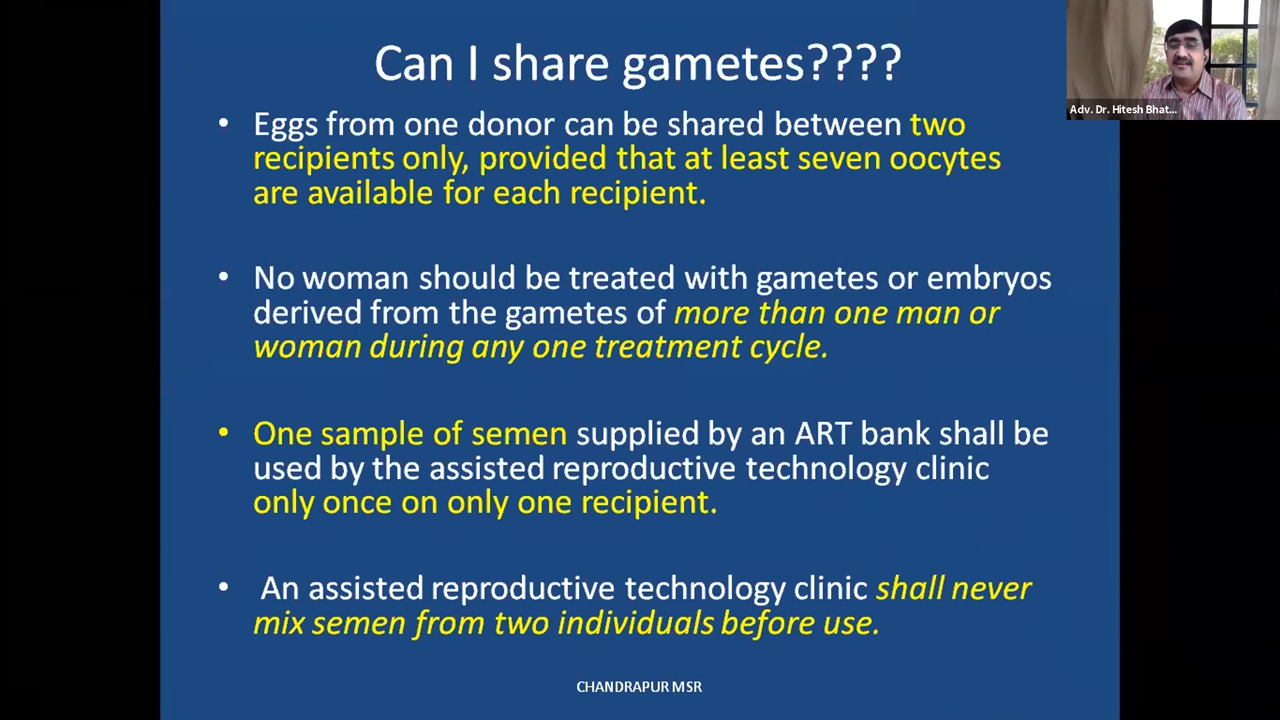 Can I share gametes????
• Eggs from one donor can be shared between two
recipients only, provided that at least seven oocytes
are available for each recipient.
• No woman should be treated with gametes or embryos
derived from the gametes of more than one man or
woman during any one treatment cycle.
• One sample of semen supplied by an ART bank shall be
used by the assisted reproductive technology clinic
only once on only one recipient.
• An assisted reproductive technology clinic shall never
mix semen from two individuals before use.
CHANDRAPUR MSR
Adv. Dr. Hitesh Bhat...